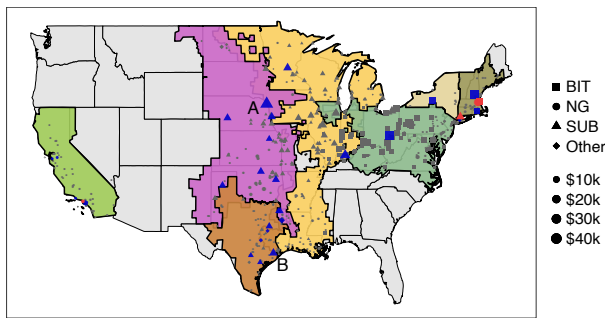 BIT
NG
A
SUB
Other
$10k
$20k
$30k
$40k
B